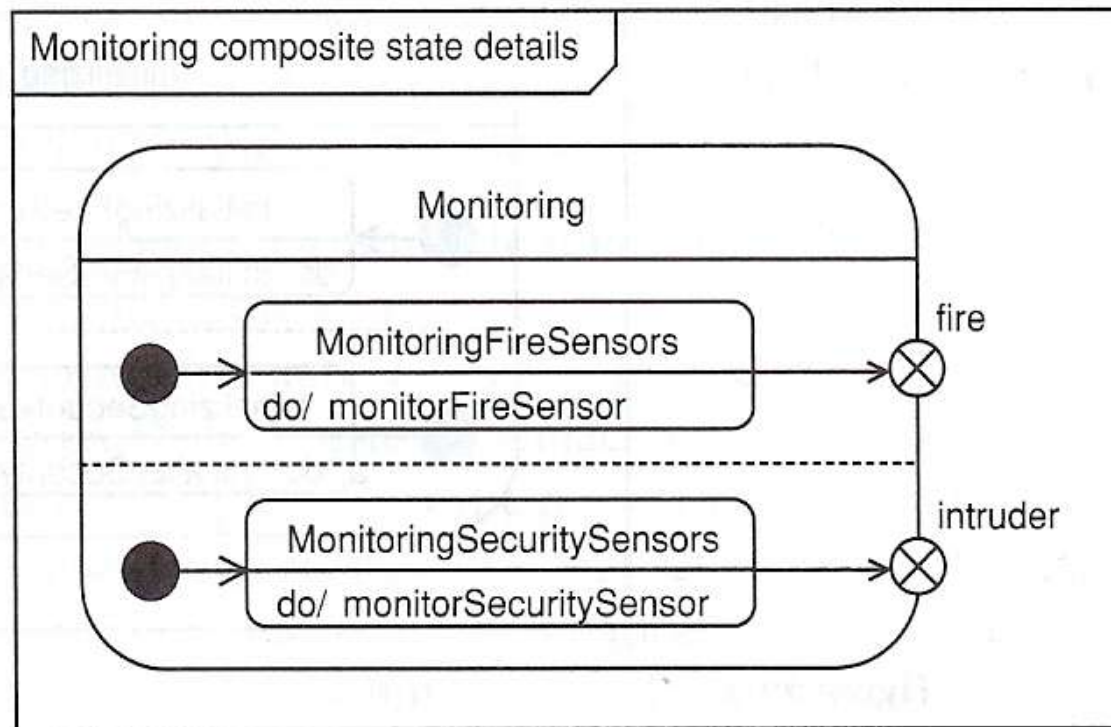 Monitoring composite state details
Monitoring
fire
MonitoringFireSensors
do/ monitorFireSensor
intruder
MonitoringSecuritySensors
do/ monitorSecuritySensor